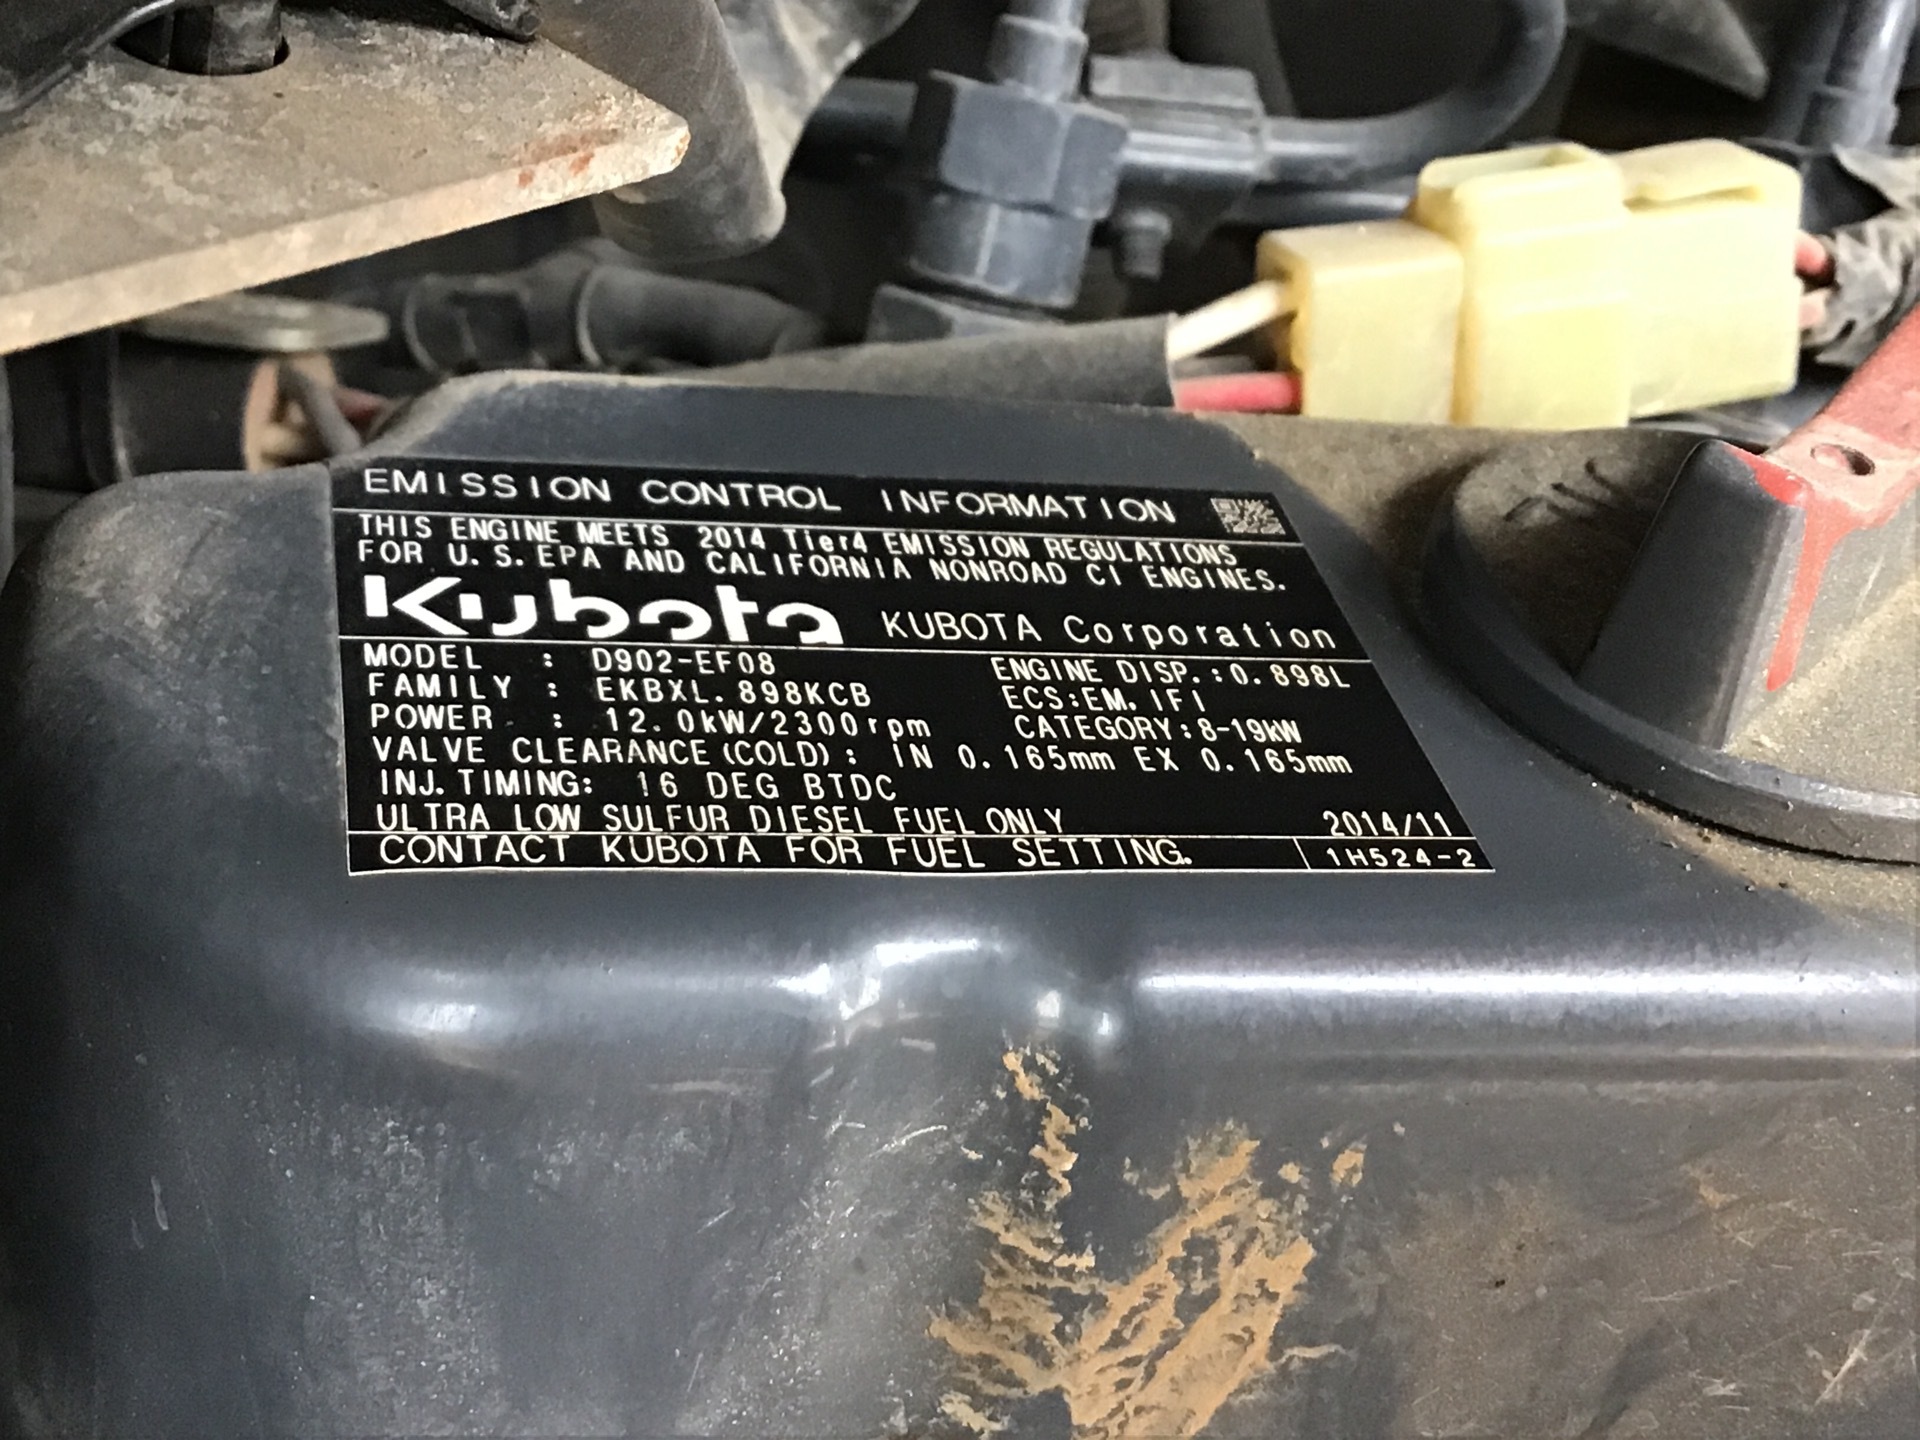 EMISSION CONTROL INFORMATION
THIS ENGINE MEETS 2014 Tier4 EMISSION REGULATIONS
FOR U.S.EPA AND CALIFORNIA NONROAD CI ENGINES.
Kubota KUBOTA Corporation
MODEL : D902-EF08 ENGINE DISP.:0.898L
FAMILY : EKBXL.898KCB ECS:EM.IFI
POWER : 12.0kW/2300rpm CATEGORY:8-19kW
VALVE CLEARANCE(COLD): IN 0.165mm EX 0.165mm
INJ.TIMING: 16 DEG BTDC
ULTRA LOW SULFUR DIESEL FUEL ONLY 2014/11
CONTACT KUBOTA FOR FUEL SETTING. 1H524-2